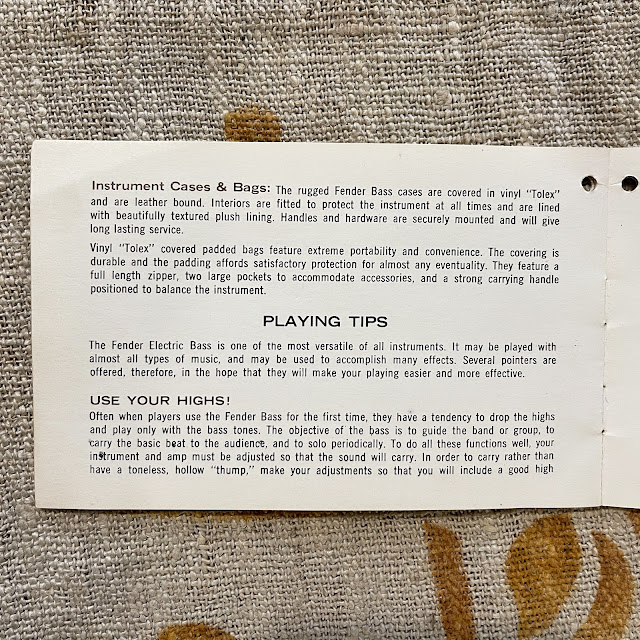 Instrument Cases & Bags: The rugged Fender Bass cases are covered in vinyl "Tolex"
and are leather bound. Interiors are fitted to protect the instrument at all times and are lined
with beautifully textured plush lining. Handles and hardware are securely mounted and will give
long lasting service.
Vinyl "Tolex" covered padded bags feature extreme portability and convenience. The covering is
durable and the padding affords satisfactory protection for almost any eventuality. They feature a
full length zipper, two large pockets to accommodate accessories, and a strong carrying handle
positioned to balance the instrument.
PLAYING TIPS
The Fender Electric Bass is one of the most versatile of all instruments. It may be played with
almost all types of music, and may be used to accomplish many effects. Several pointers are
offered, therefore, in the hope that they will make your playing easier and more effective.
USE YOUR HIGHS!
Often when players use the Fender Bass for the first time, they have a tendency to drop the highs
and play only with the bass tones. The objective of the bass is to guide the band or group, to
carry the basic beat to the audience, and to solo periodically. To do all these functions well, your
instrument and amp must be adjusted so that the sound will carry. In order to carry rather than
have a toneless, hollow "thump," make your adjustments so that you will include a good high